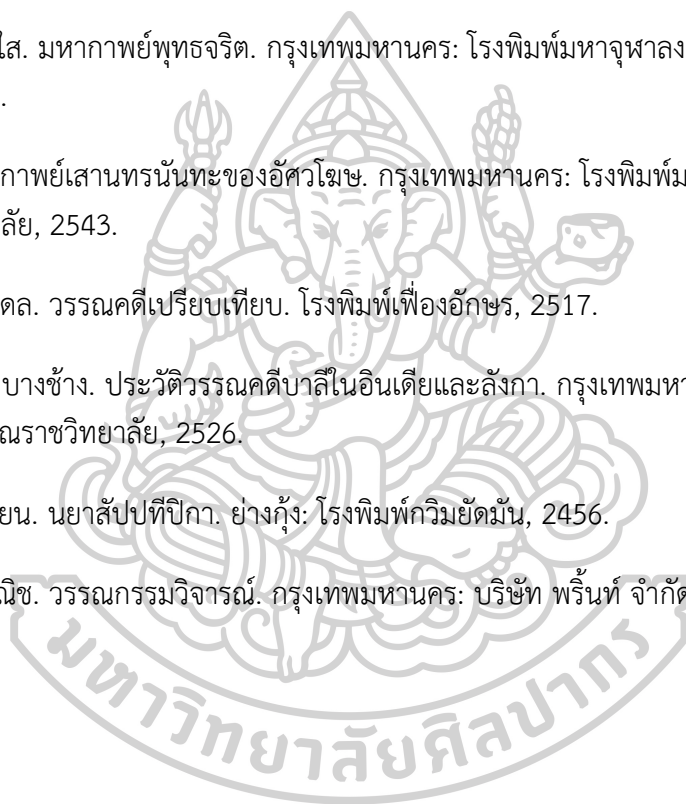 ใส. มหากาพย์พุทธจริต. กรุงเทพมหานคร: โรงพิมพ์มหาจุฬาลง
.
กาพย์เสานทรนันทะของอัศวโฆษ. กรุงเทพมหานคร: โรงพิมพ์ม
ลัย, 2543.
ดล. วรรณคดีเปรียบเทียบ. โรงพิมพ์เฟื่องอักษร, 2517.
บางช้าง. ประวัติวรรณคดีบาลีในอินเดียและลังกา. กรุงเทพมหา
ณราชวิทยาลัย, 2526.
ยน. นยาสัปปทีปิกา. ย่างกุ้ง: โรงพิมพ์กวิมยัดมัน, 2456.
ณิช. วรรณกรรมวิจารณ์. กรุงเทพมหานคร: บริษัท พริ้นท์ จำกัด
มหาวิทยาลัยศิลปากร